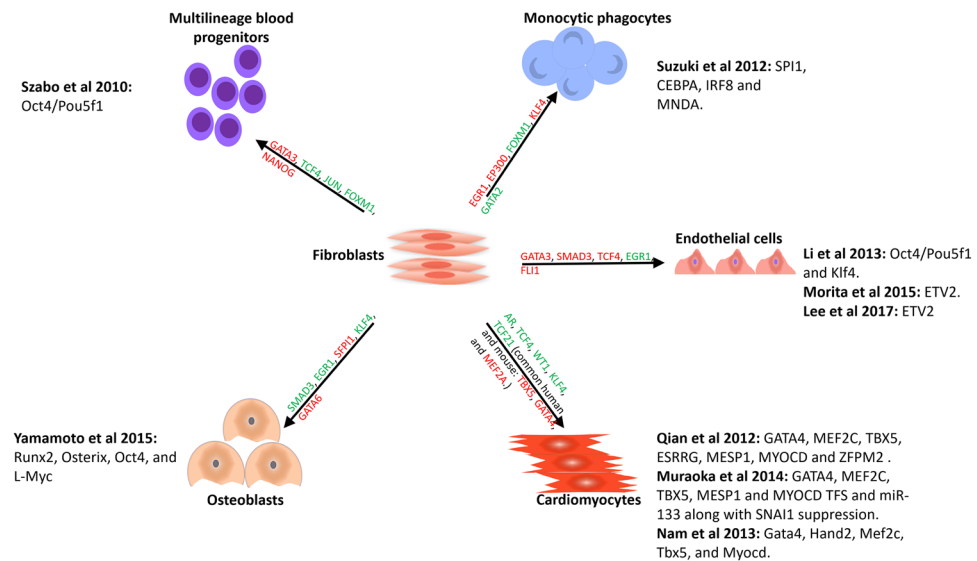 Multilineage blood
progenitors
Monocytic phagocytes
Szabo et al 2010:
Oct4/Pou5f1
Suzuki et al 2012: SPI1,
CEBPA, IRF8 and
MNDA.
GATA3, TCF4, JUN, FOXM1,
NANOG
EGR1, EP300, FOXM1, KLF4,
GATA2
Fibroblasts
GATA3, SMAD3, TCF4, EGR1,
FLI1
Endothelial cells
Li et al 2013: Oct4/Pou5f1
and Klf4.
Morita et al 2015: ETV2.
Lee et al 2017: ETV2
SMAD3, EGR1, SFPI1, KLF4,
GATA6
AR, TCF4, WT1, KLF4,
TCF21 (common human
and mouse: TBX5, GATA4,
and MEF2A.)
Yamamoto et al 2015:
Runx2, Osterix, Oct4, and
L-Myc
Osteoblasts
Cardiomyocytes
Qian et al 2012: GATA4, MEF2C, TBX5,
ESRRG, MESP1, MYOCD and ZFPM2 .
Muraoka et al 2014: GATA4, MEF2C,
TBX5, MESP1 and MYOCD TFS and miR-
133 along with SNAI1 suppression.
Nam et al 2013: Gata4, Hand2, Mef2c,
Tbx5, and Myocd.